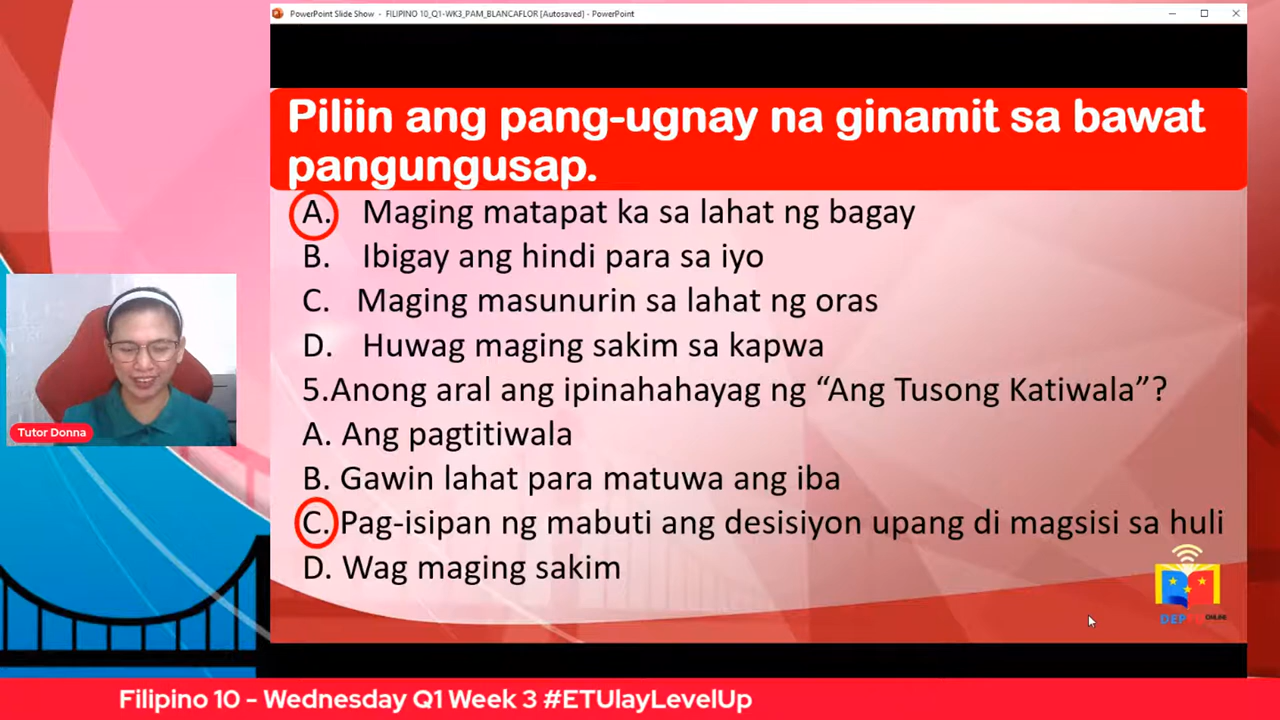 PowerPoint Slide Show - FILIPINO 10_Q1-WK3_PAM_BLANCAFLOR [Autosaved] - PowerPoint
Piliin ang pang-ugnay na ginamit sa bawat
pangungusap.
A. Maging matapat ka sa lahat ng bagay
B. Ibigay ang hindi para sa iyo
C. Maging masunurin sa lahat ng oras
D. Huwag maging sakim sa kapwa
5.Anong aral ang ipinahahayag ng “Ang Tusong Katiwala”?
A. Ang pagtitiwala
B. Gawin lahat para matuwa ang iba
C. Pag-isipan ng mabuti ang desisiyon upang di magsisi sa huli
D. Wag maging sakim
Tutor Donna
DEPED ONLINE
Filipino 10 - Wednesday Q1 Week 3 #ETUlayLevelUp